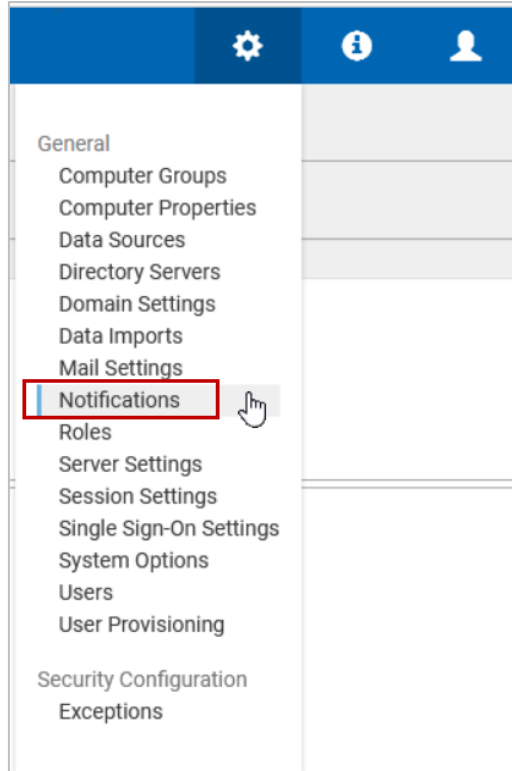 General
Computer Groups
Computer Properties
Data Sources
Directory Servers
Domain Settings
Data Imports
Mail Settings
Notifications
Roles
Server Settings
Session Settings
Single Sign-On Settings
System Options
Users
User Provisioning
Security Configuration
Exceptions